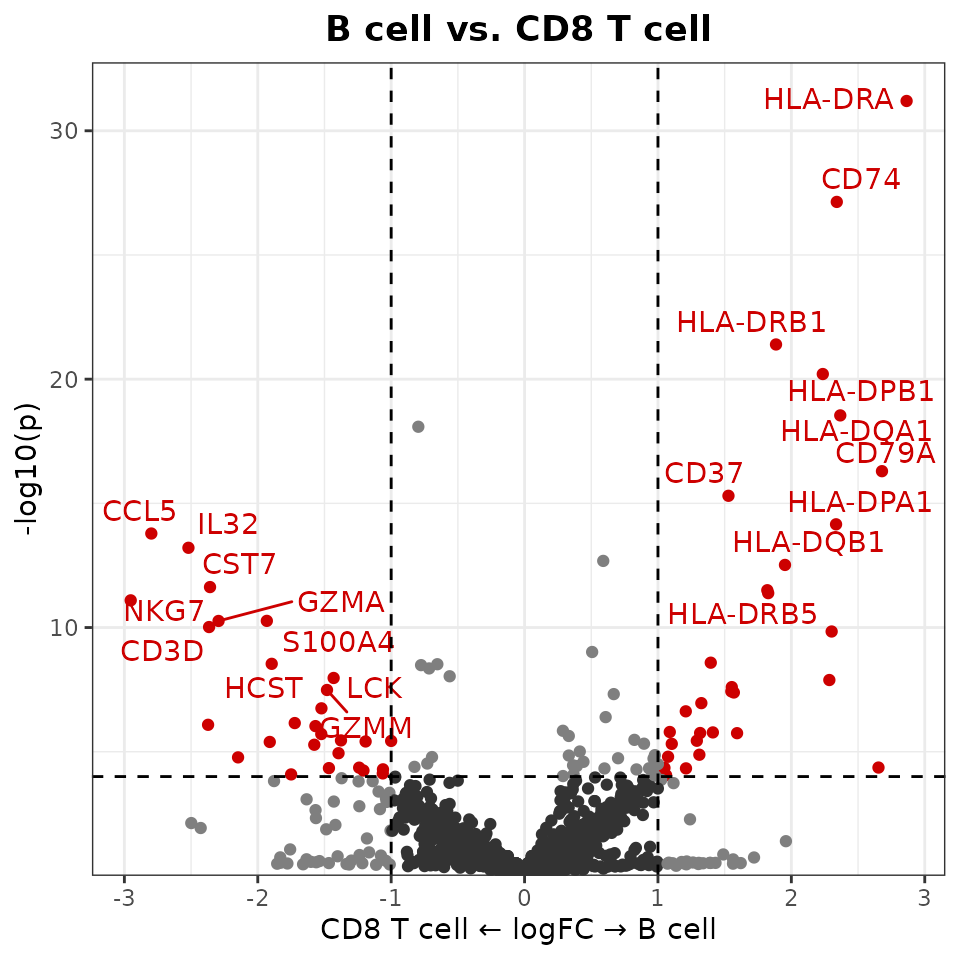 B cell vs. CD8 T cell
HLA-DRA
CD74
HLA-DRB1
HLA-DPB1
HLA-DQA1
CD79A
CD37
HLA-DPA1
HLA-DQB1
HLA-DRB5
CCL5
IL32
CST7
GZMA
NKG7
CD3D
S100A4
HCST
LCK
GZMM
30
20
10
-log10(p)
-3 -2 -1 0 1 2 3
CD8 T cell ← logFC → B cell